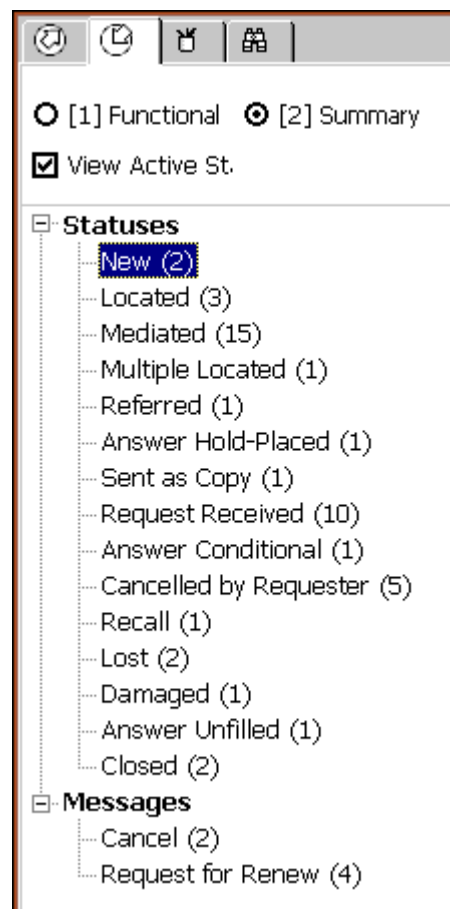 [1] Functional [2] Summary
View Active St.
Statuses
New (2)
Located (3)
Mediated (15)
Multiple Located (1)
Referred (1)
Answer Hold-Placed (1)
Sent as Copy (1)
Request Received (10)
Answer Conditional (1)
Cancelled by Requester (5)
Recall (1)
Lost (2)
Damaged (1)
Answer Unfilled (1)
Closed (2)
Messages
Cancel (2)
Request for Renew (4)